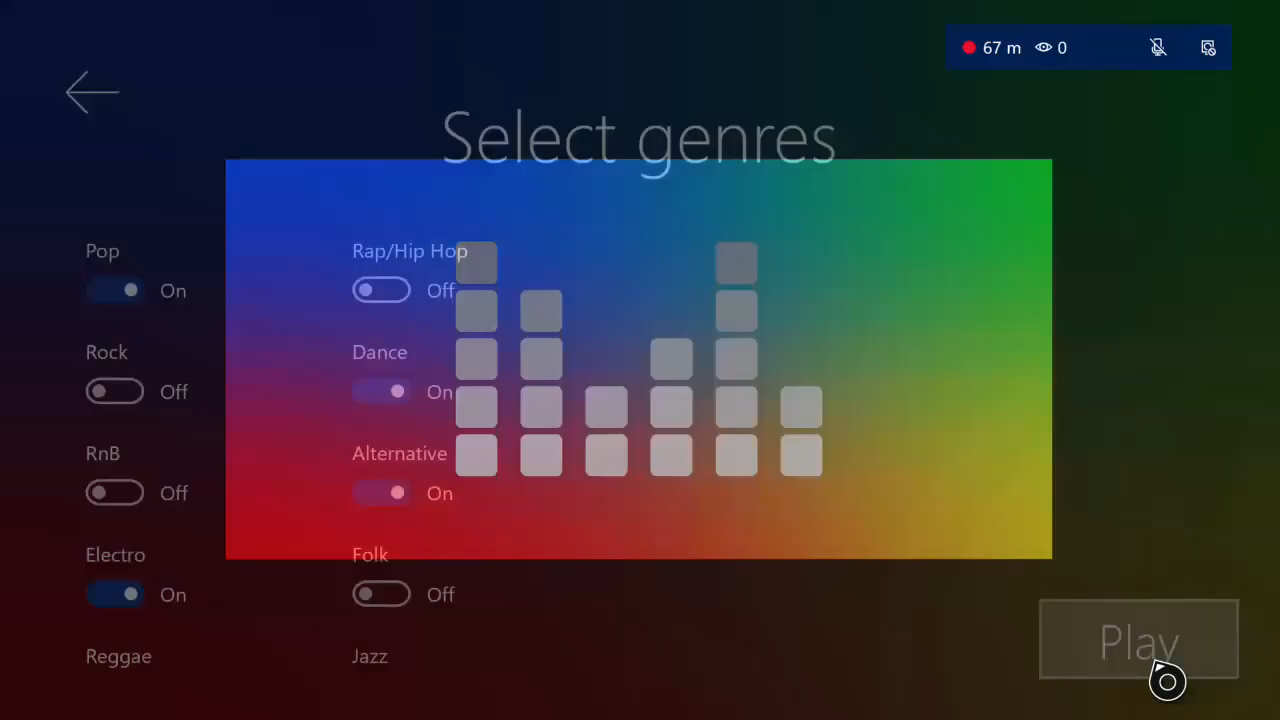 67 m 0
Select genres
Pop Rap/Hip Hop
On Off
Rock Dance
Off On
RnB Alternative
Off On
Electro Folk
On Off
Play
Reggae Jazz